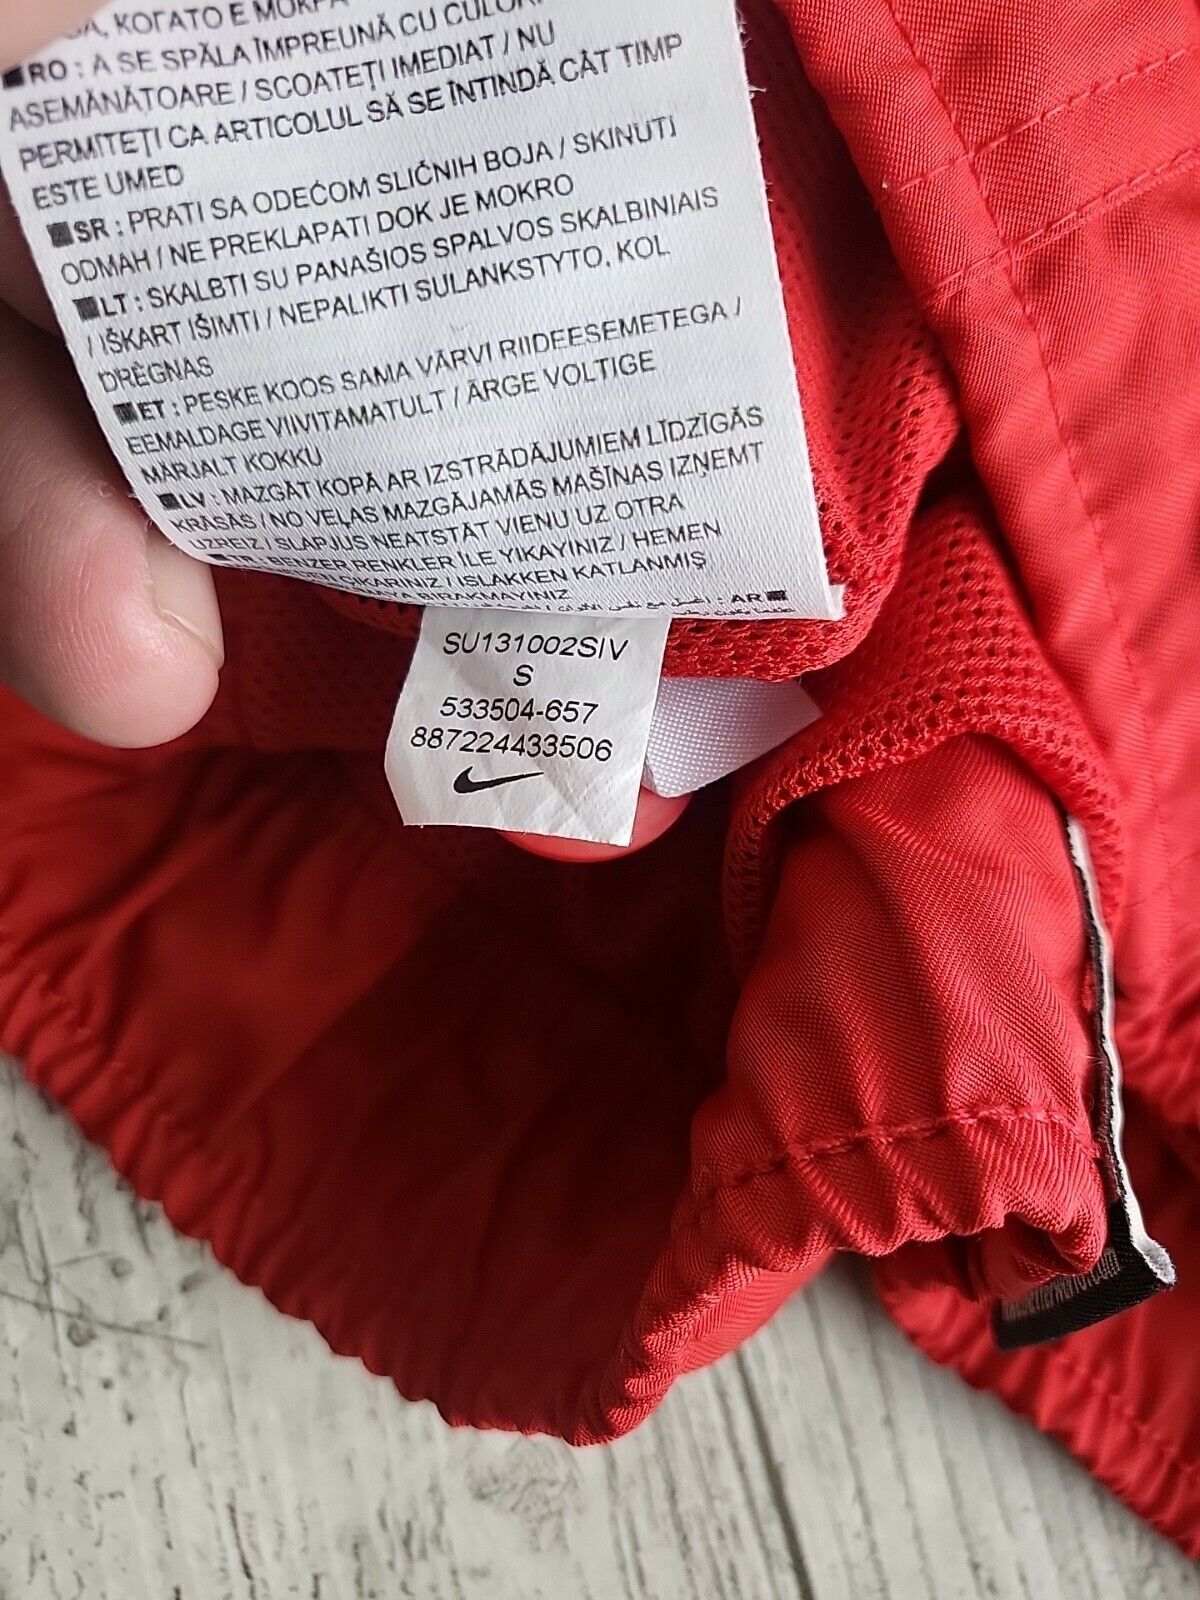 КОГАТО Е МОКРА
RO : A SE SPĂLA ÎMPREUNĂ CU
ASEMĂNĂTOARE / SCOATEȚI IMEDIAT / NU
PERMITEȚI CA ARTICOLUL SĂ SE ÎNTINDĂ CÂT TIMP
ESTE UMED
SR : PRATI SA ODEĆOM SLIČNIH BOJA / SKINUTI
ODMAH / NE PREKLAPATI DOK JE MOKRO
LT : SKALBTI SU PANAŠIOS SPALVOS SKALBINIAIS
/ IŠKART IŠIMTI / NEPALIKTI SULANKSTYTO, KOL
DRĖGNAS
ET : PESKE KOOS SAMA VÄRVI RIIDEESEMETEGA /
EEMALDAGE VIIVITAMATULT / ÄRGE VOLTIGE
MÄRJALT KOKKU
LV : MAZGĀT KOPĀ AR IZSTRĀDĀJUMIEM LĪDZĪGĀS
KRĀSĀS / NO VEĻAS MAZGĀJAMĀS MAŠĪNAS IZŅEMT
UZREIZ / SLAPJUS NEATSTĀT VIENU UZ OTRA
TR : BENZER RENKLER İLE YIKAYINIZ / HEMEN
ÇIKARINIZ / ISLAKKEN KATLANMIŞ
BIRAKMAYINIZ
AR :
SU131002SIV
S
533504-657
887224433506